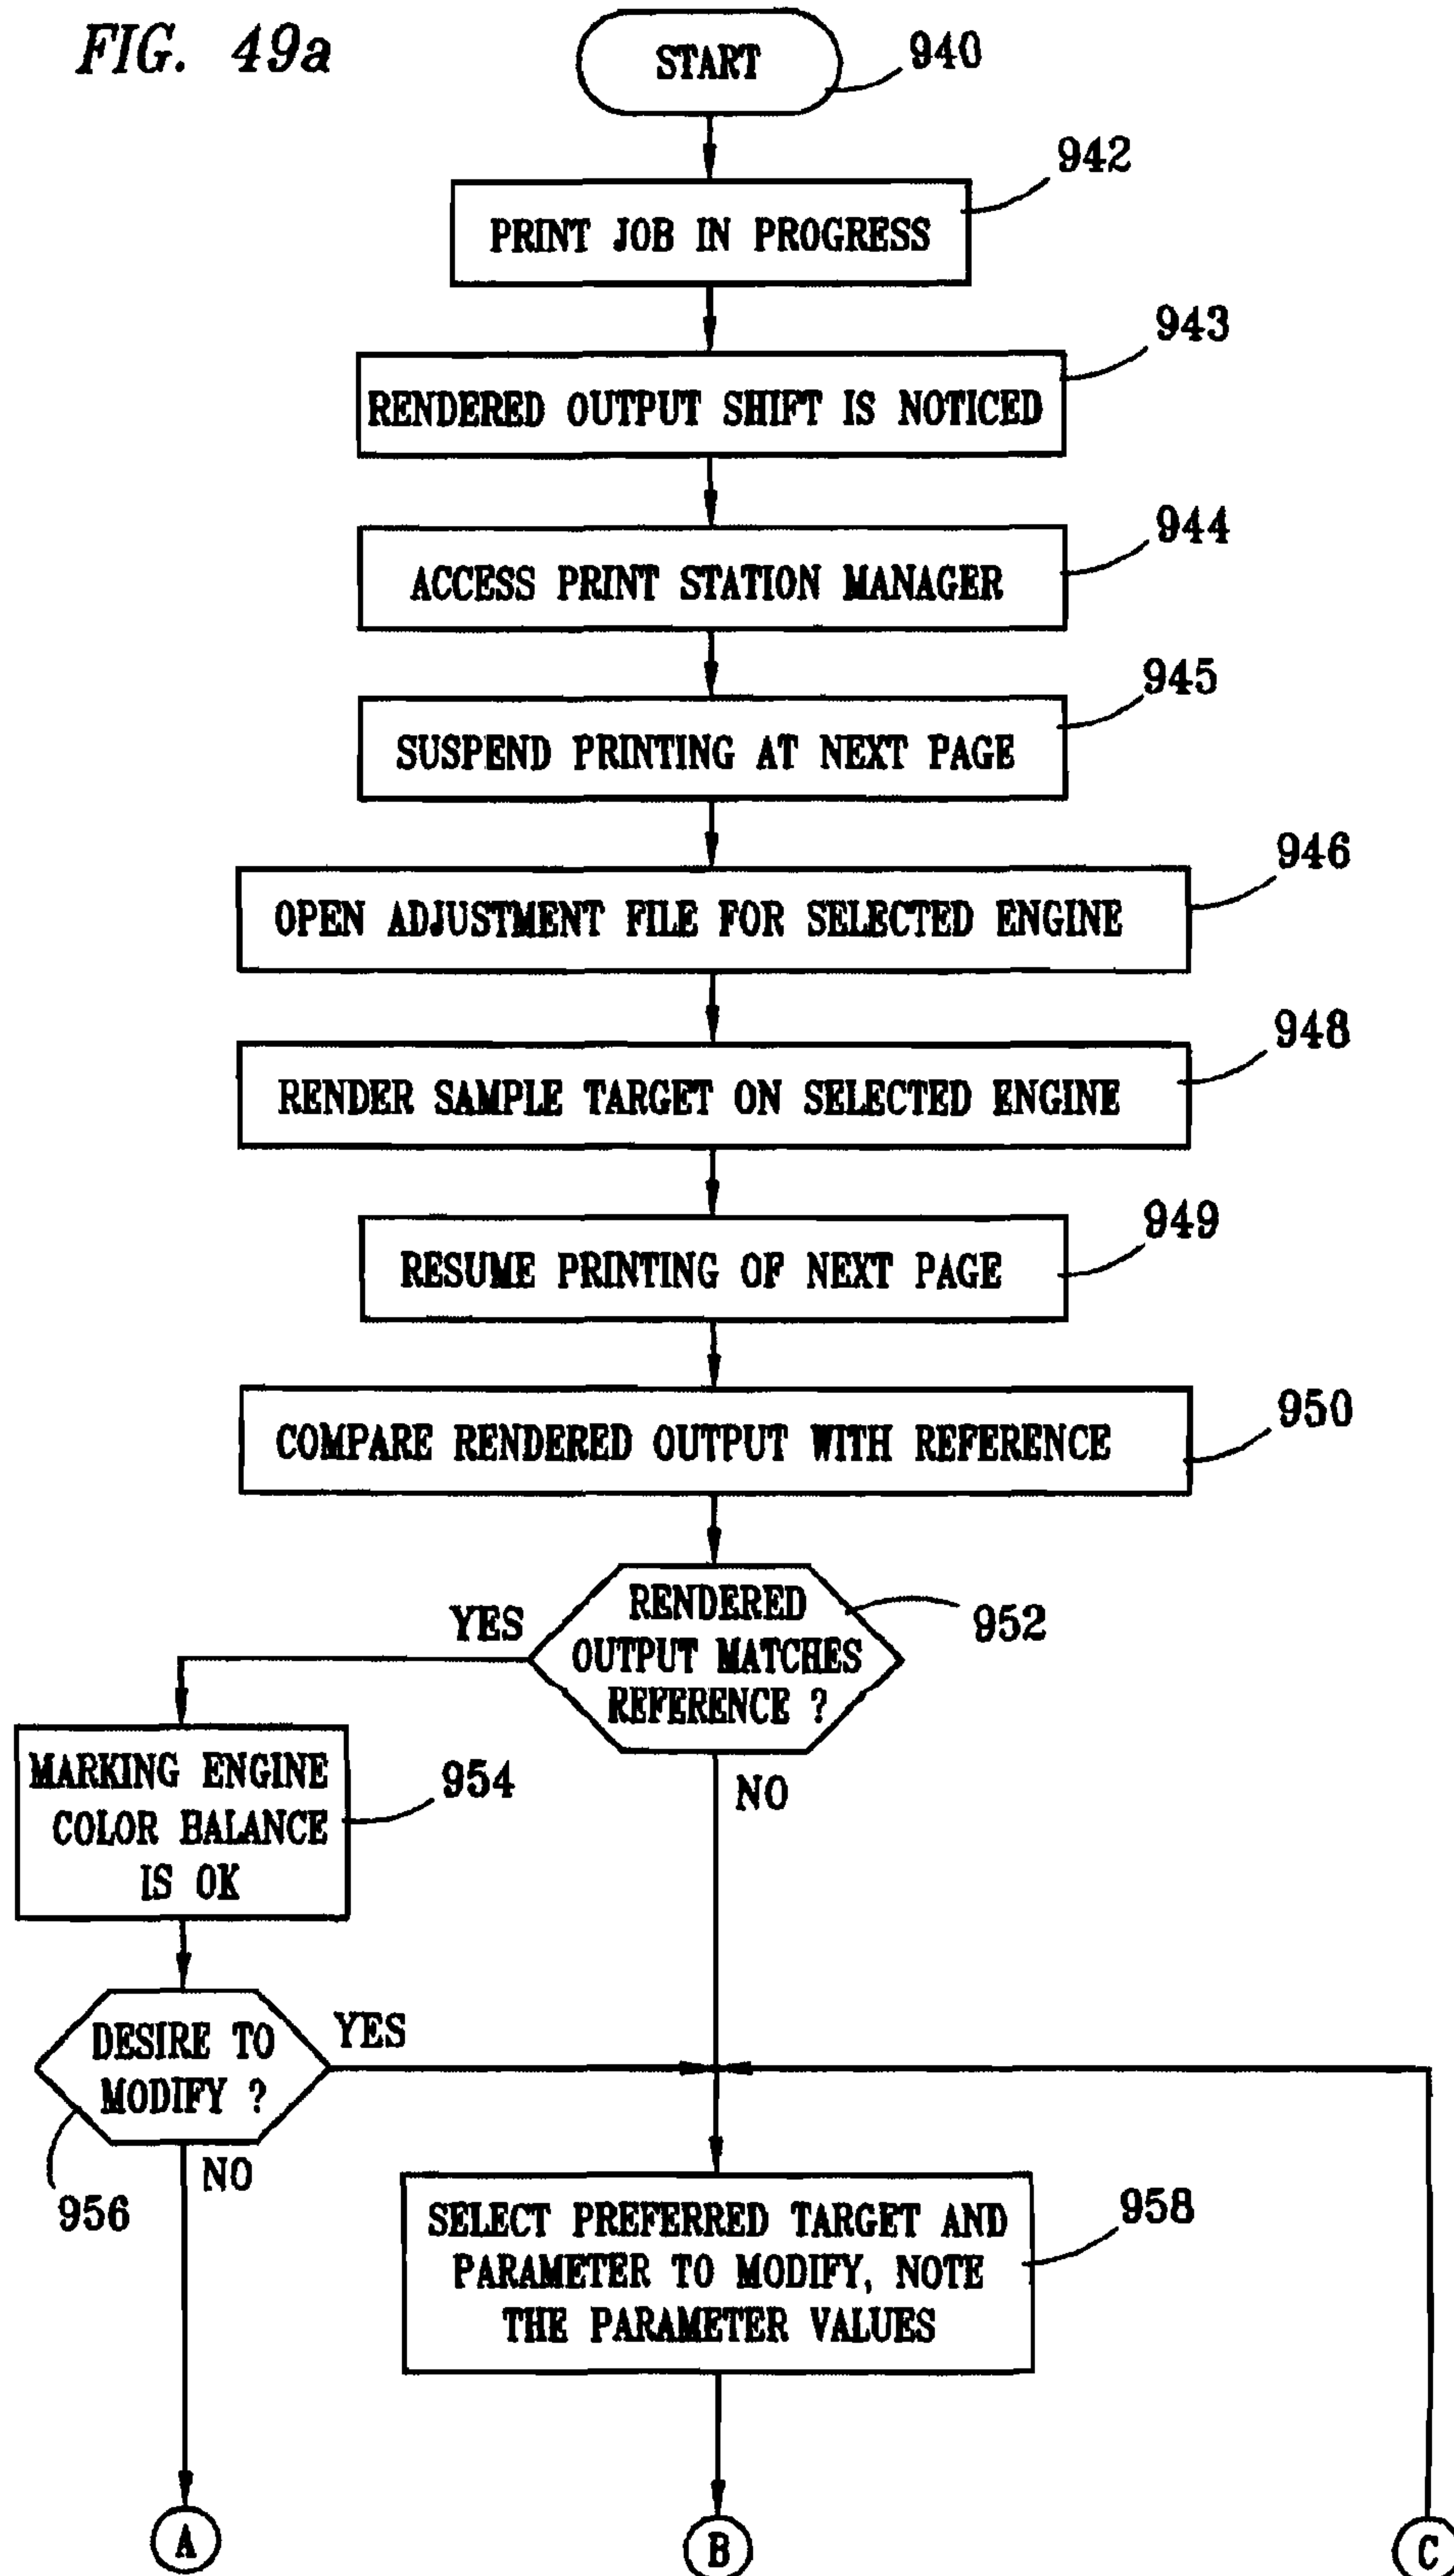 FIG. 49a
START
940
PRINT JOB IN PROGRESS
942
RENDERED OUTPUT SHIFT IS NOTICED
943
ACCESS PRINT STATION MANAGER
944
SUSPEND PRINTING AT NEXT PAGE
945
OPEN ADJUSTMENT FILE FOR SELECTED ENGINE
946
RENDER SAMPLE TARGET ON SELECTED ENGINE
948
RESUME PRINTING OF NEXT PAGE
949
COMPARE RENDERED OUTPUT WITH REFERENCE
950
RENDERED
OUTPUT MATCHES
REFERENCE ?
952
YES
NO
MARKING ENGINE
COLOR BALANCE
IS OK
954
DESIRE TO
MODIFY ?
YES
956
NO
SELECT PREFERRED TARGET AND
PARAMETER TO MODIFY, NOTE
THE PARAMETER VALUES
958
A
B
C